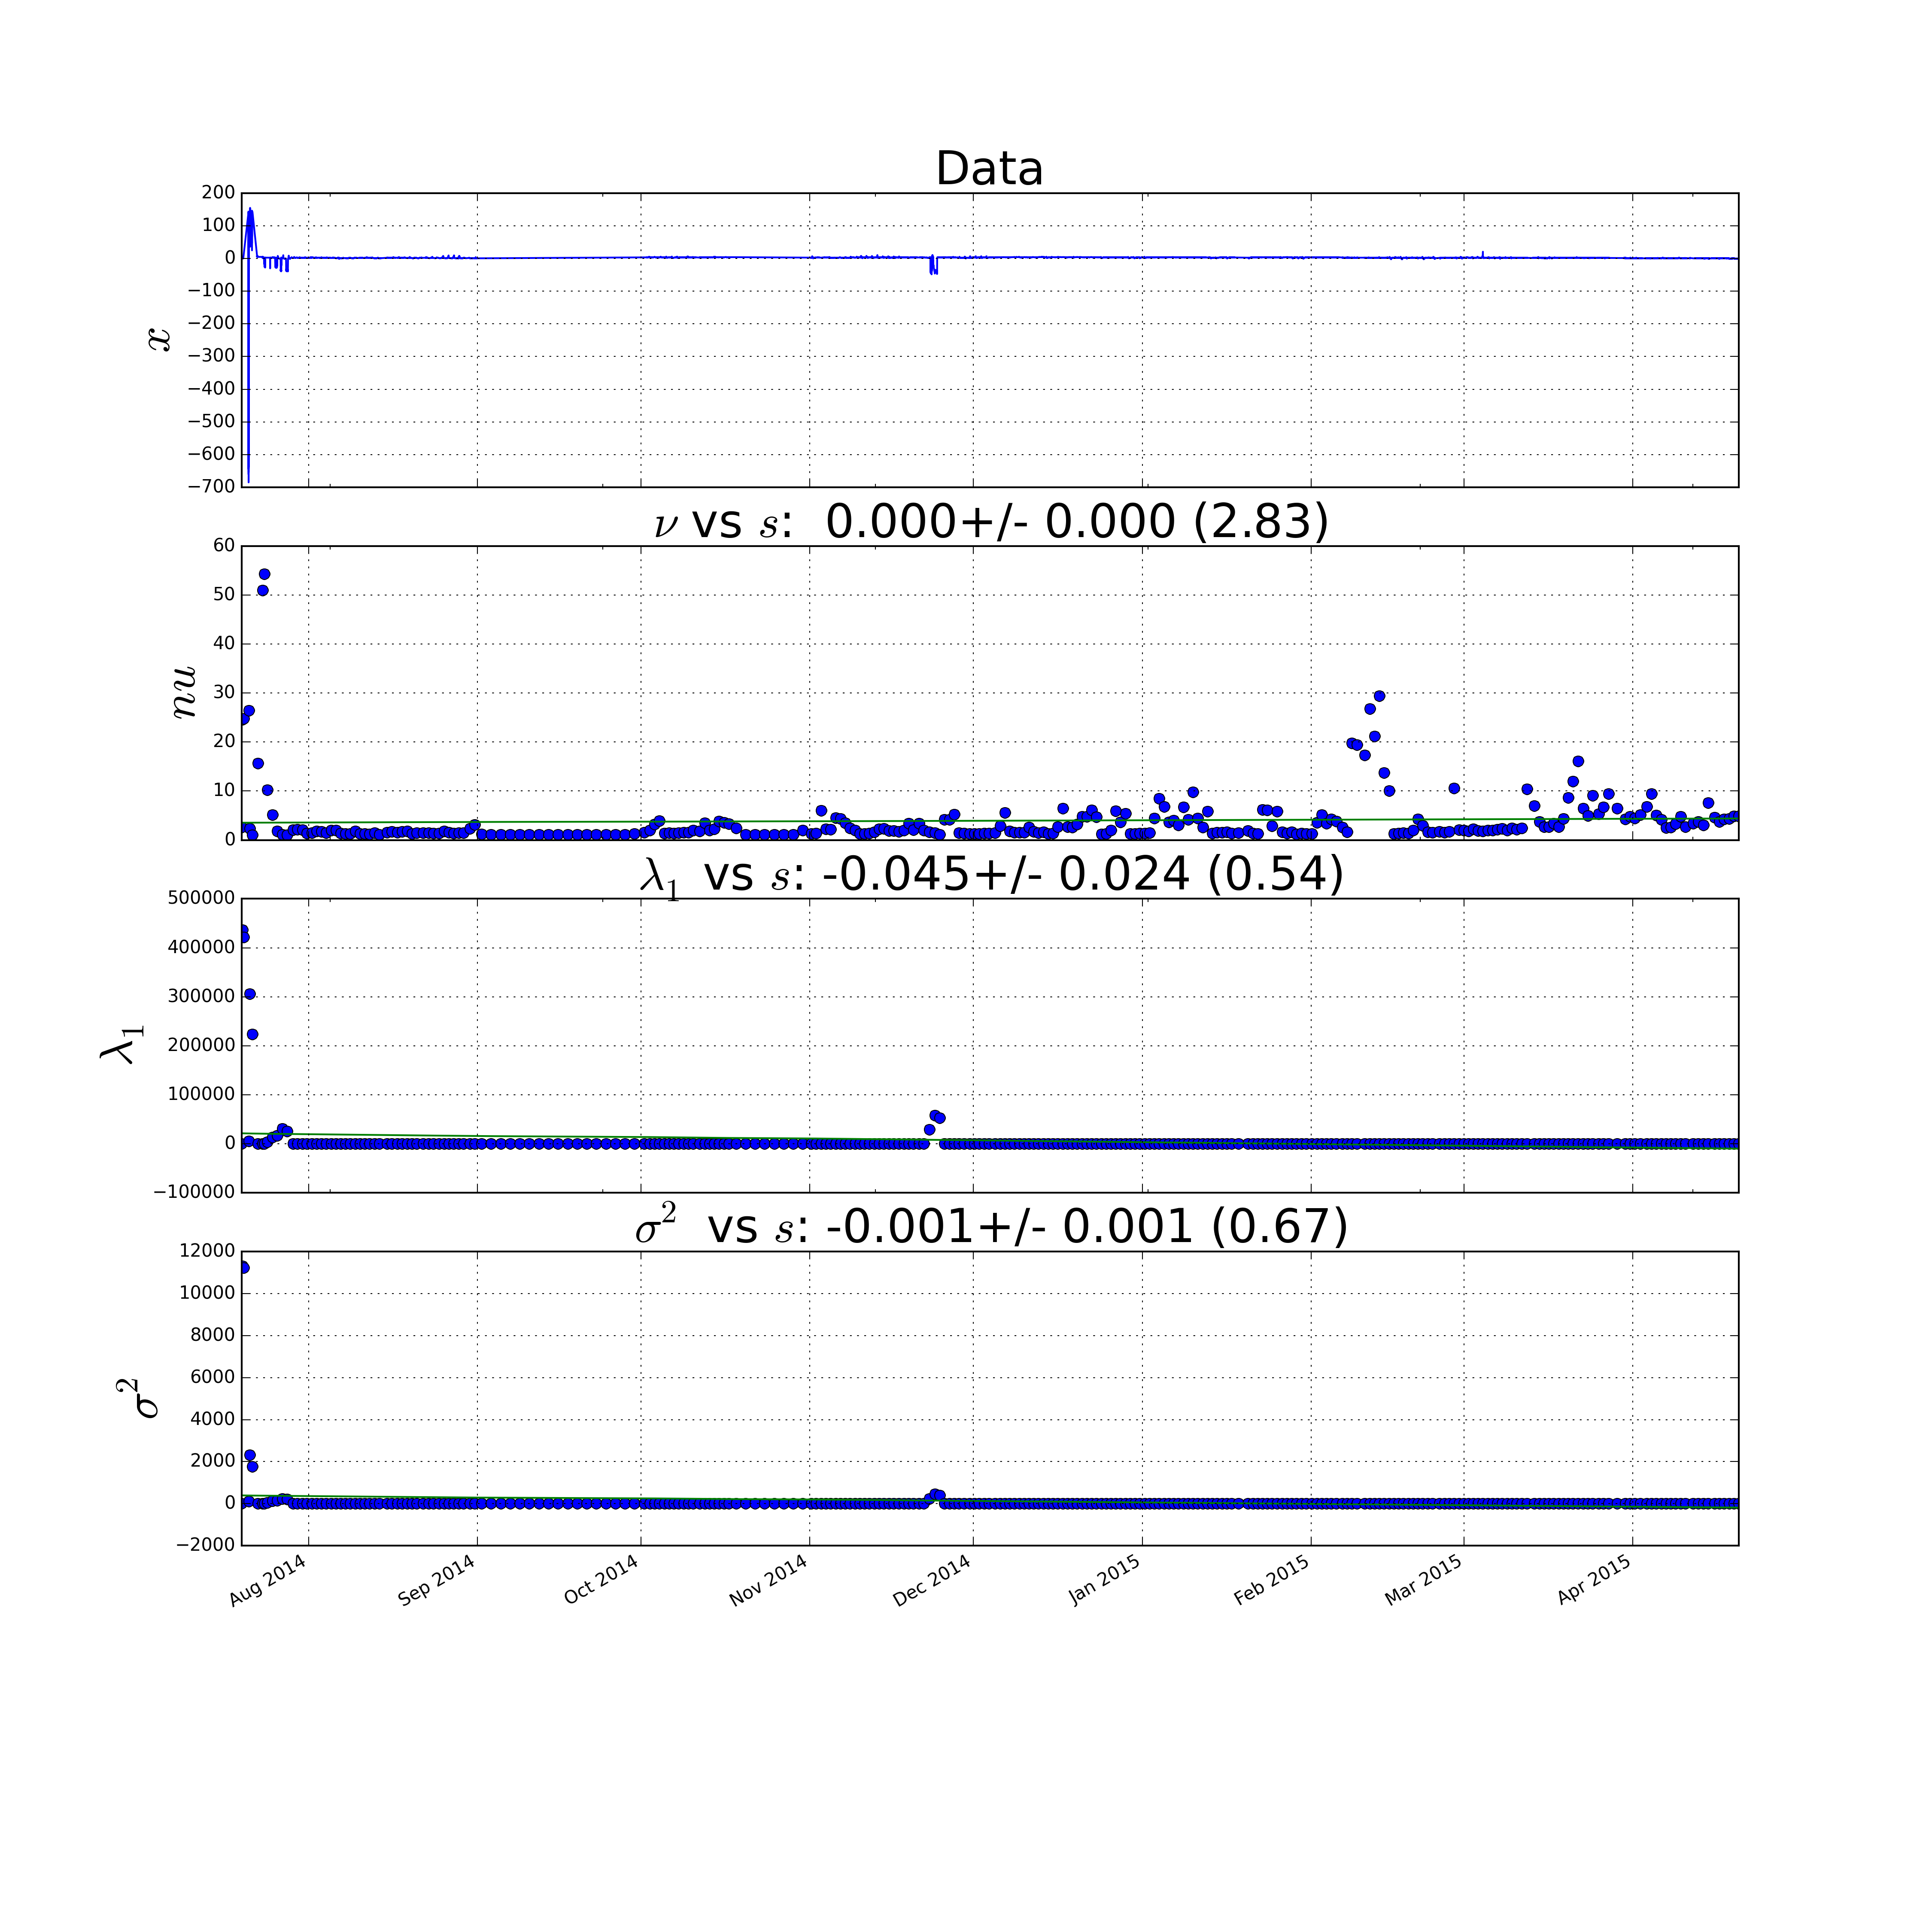 Data
200
100
0
−100
−200
−300
−400
−500
−600
−700
x
ν vs s: 0.000+/- 0.000 (2.83)
60
50
40
30
20
10
0
nu
λ₁ vs s: -0.045+/- 0.024 (0.54)
500000
400000
300000
200000
100000
0
−100000
λ₁
σ² vs s: -0.001+/- 0.001 (0.67)
12000
10000
8000
6000
4000
2000
0
−2000
σ²
Aug 2014
Sep 2014
Oct 2014
Nov 2014
Dec 2014
Jan 2015
Feb 2015
Mar 2015
Apr 2015